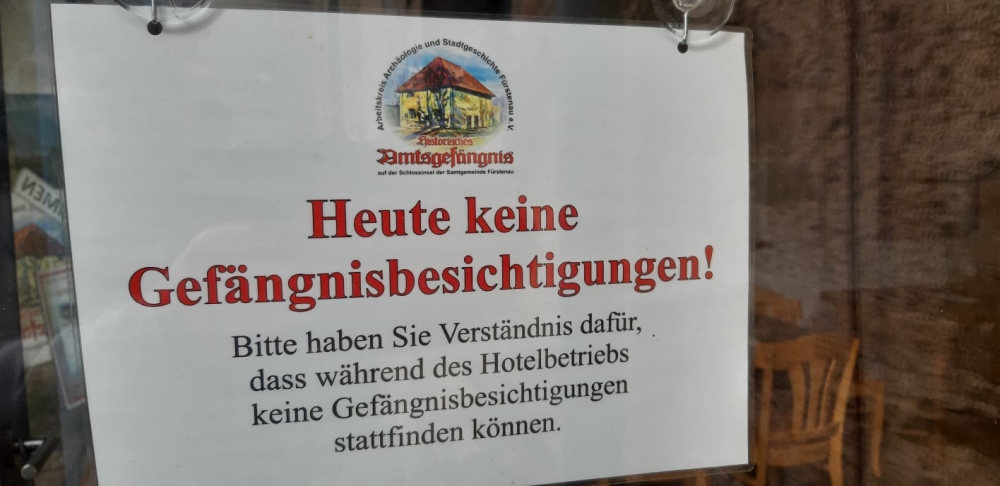 Arbeitskreis Archäologie und Stadtgeschichte Fürstenau e.V.
Historisches
Amtsgefängnis
auf der Schlossinsel der Samtgemeinde Fürstenau
Heute keine
Gefängnisbesichtigungen!
Bitte haben Sie Verständnis dafür,
dass während des Hotelbetriebs
keine Gefängnisbesichtigungen
stattfinden können.